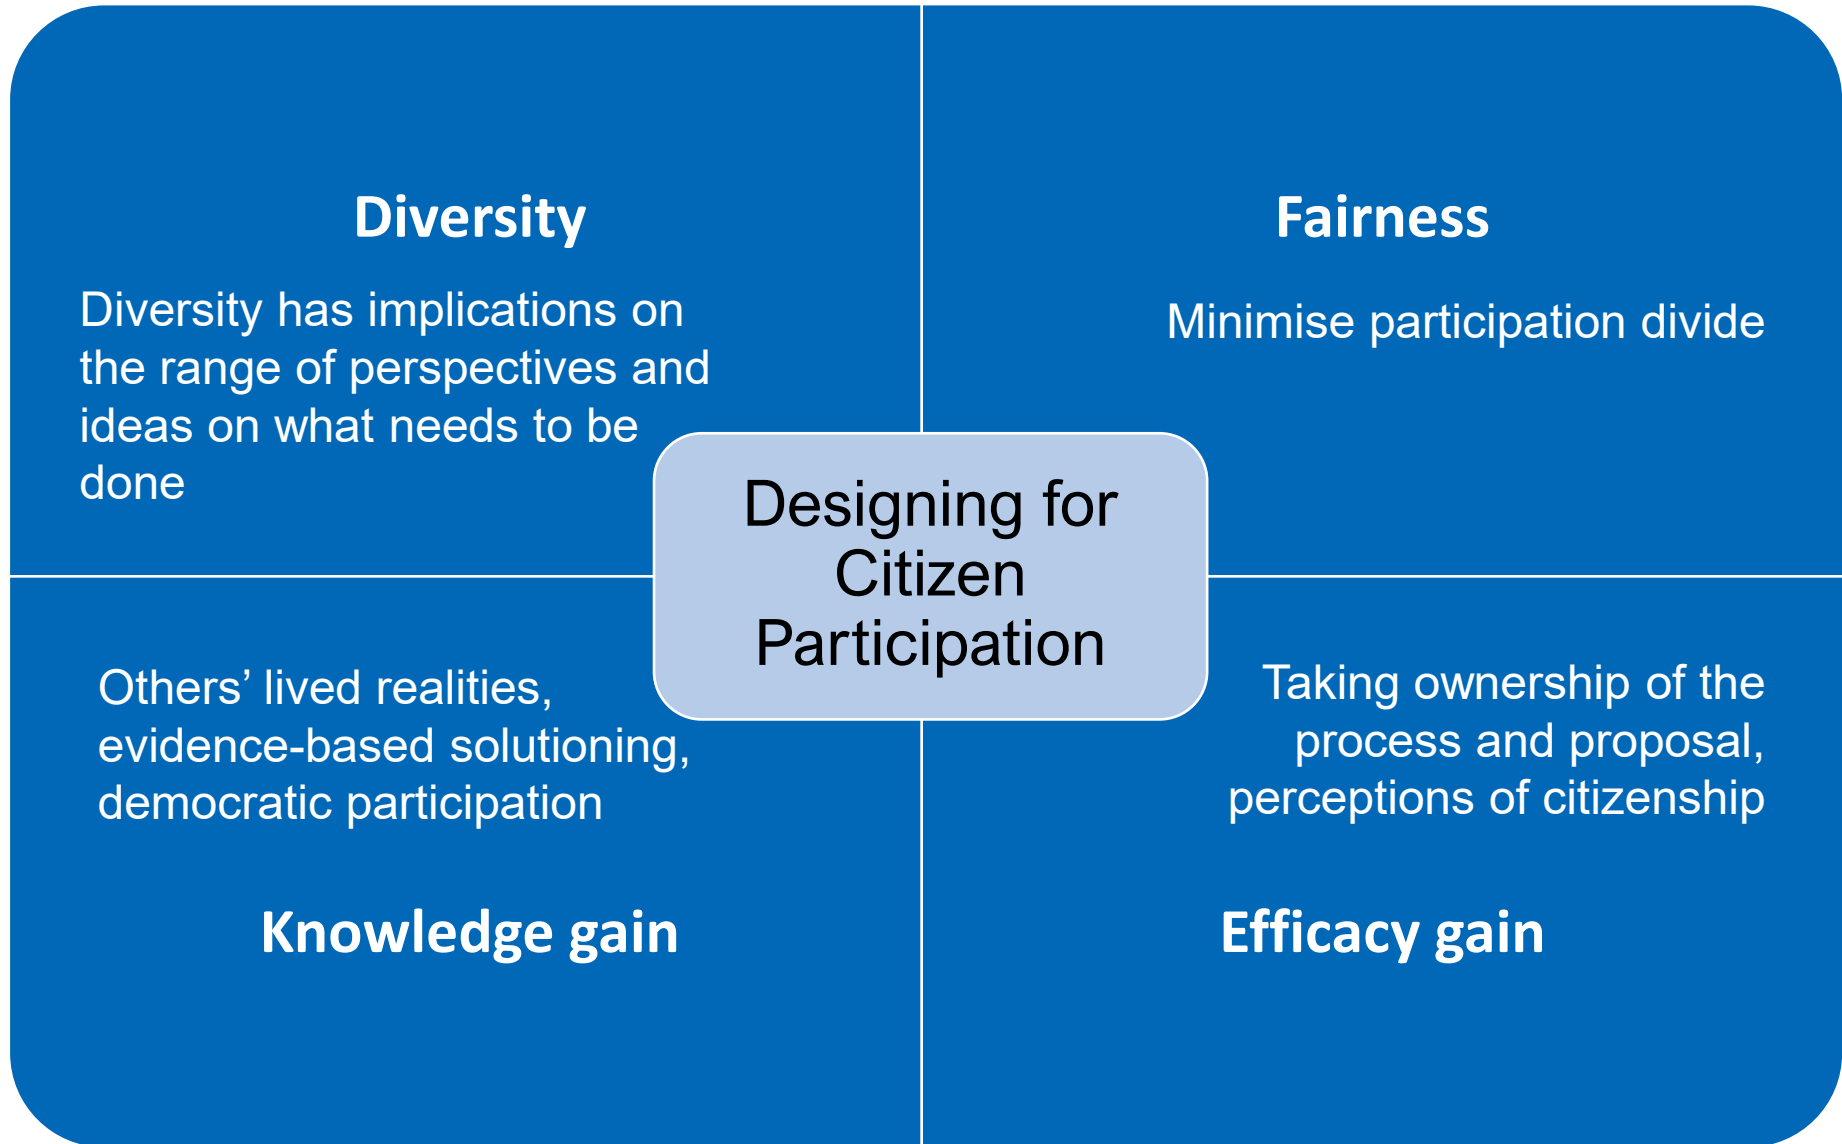 Diversity
Diversity has implications on
the range of perspectives and
ideas on what needs to be
done
Fairness
Minimise participation divide
Designing for
Citizen
Participation
Others’ lived realities,
evidence-based solutioning,
democratic participation
Knowledge gain
Taking ownership of the
process and proposal,
perceptions of citizenship
Efficacy gain